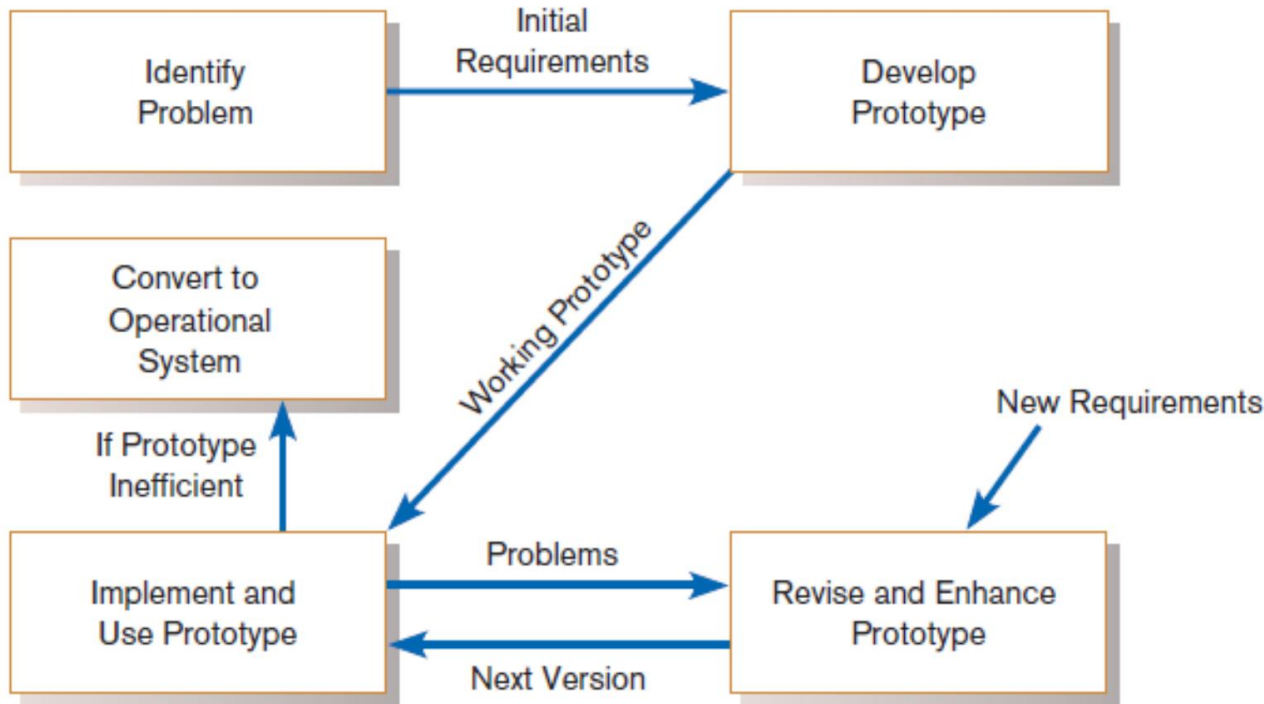 Identify
Problem
Initial
Requirements
Develop
Prototype
Convert to
Operational
System
Working Prototype
If Prototype
Inefficient
New Requirements
Implement and
Use Prototype
Problems
Next Version
Revise and Enhance
Prototype